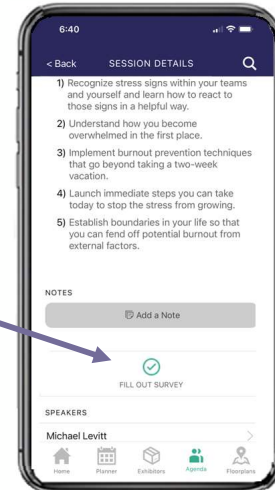 6:40
< Back SESSION DETAILS
1) Recognize stress signs within your teams
and yourself and learn how to react to
those signs in a helpful way.
2) Understand how you become
overwhelmed in the first place.
3) Implement burnout prevention techniques
that go beyond taking a two-week
vacation.
4) Launch immediate steps you can take
today to stop the stress from growing.
5) Establish boundaries in your life so that
you can fend off potential burnout from
external factors.
NOTES
Add a Note
FILL OUT SURVEY
SPEAKERS
Michael Levitt
Home Planner Exhibitors Agenda Floorplans